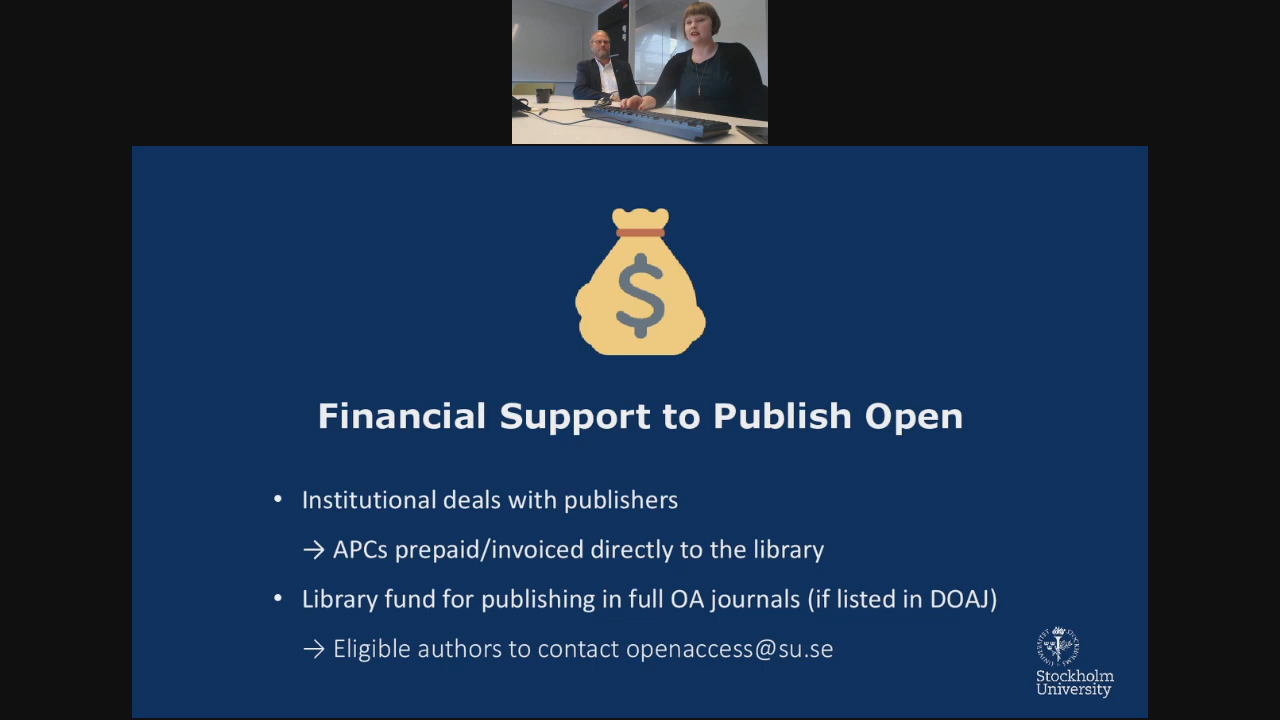 $
Financial Support to Publish Open
• Institutional deals with publishers
→ APCs prepaid/invoiced directly to the library
• Library fund for publishing in full OA journals (if listed in DOAJ)
→ Eligible authors to contact openaccess@su.se
Stockholm
University